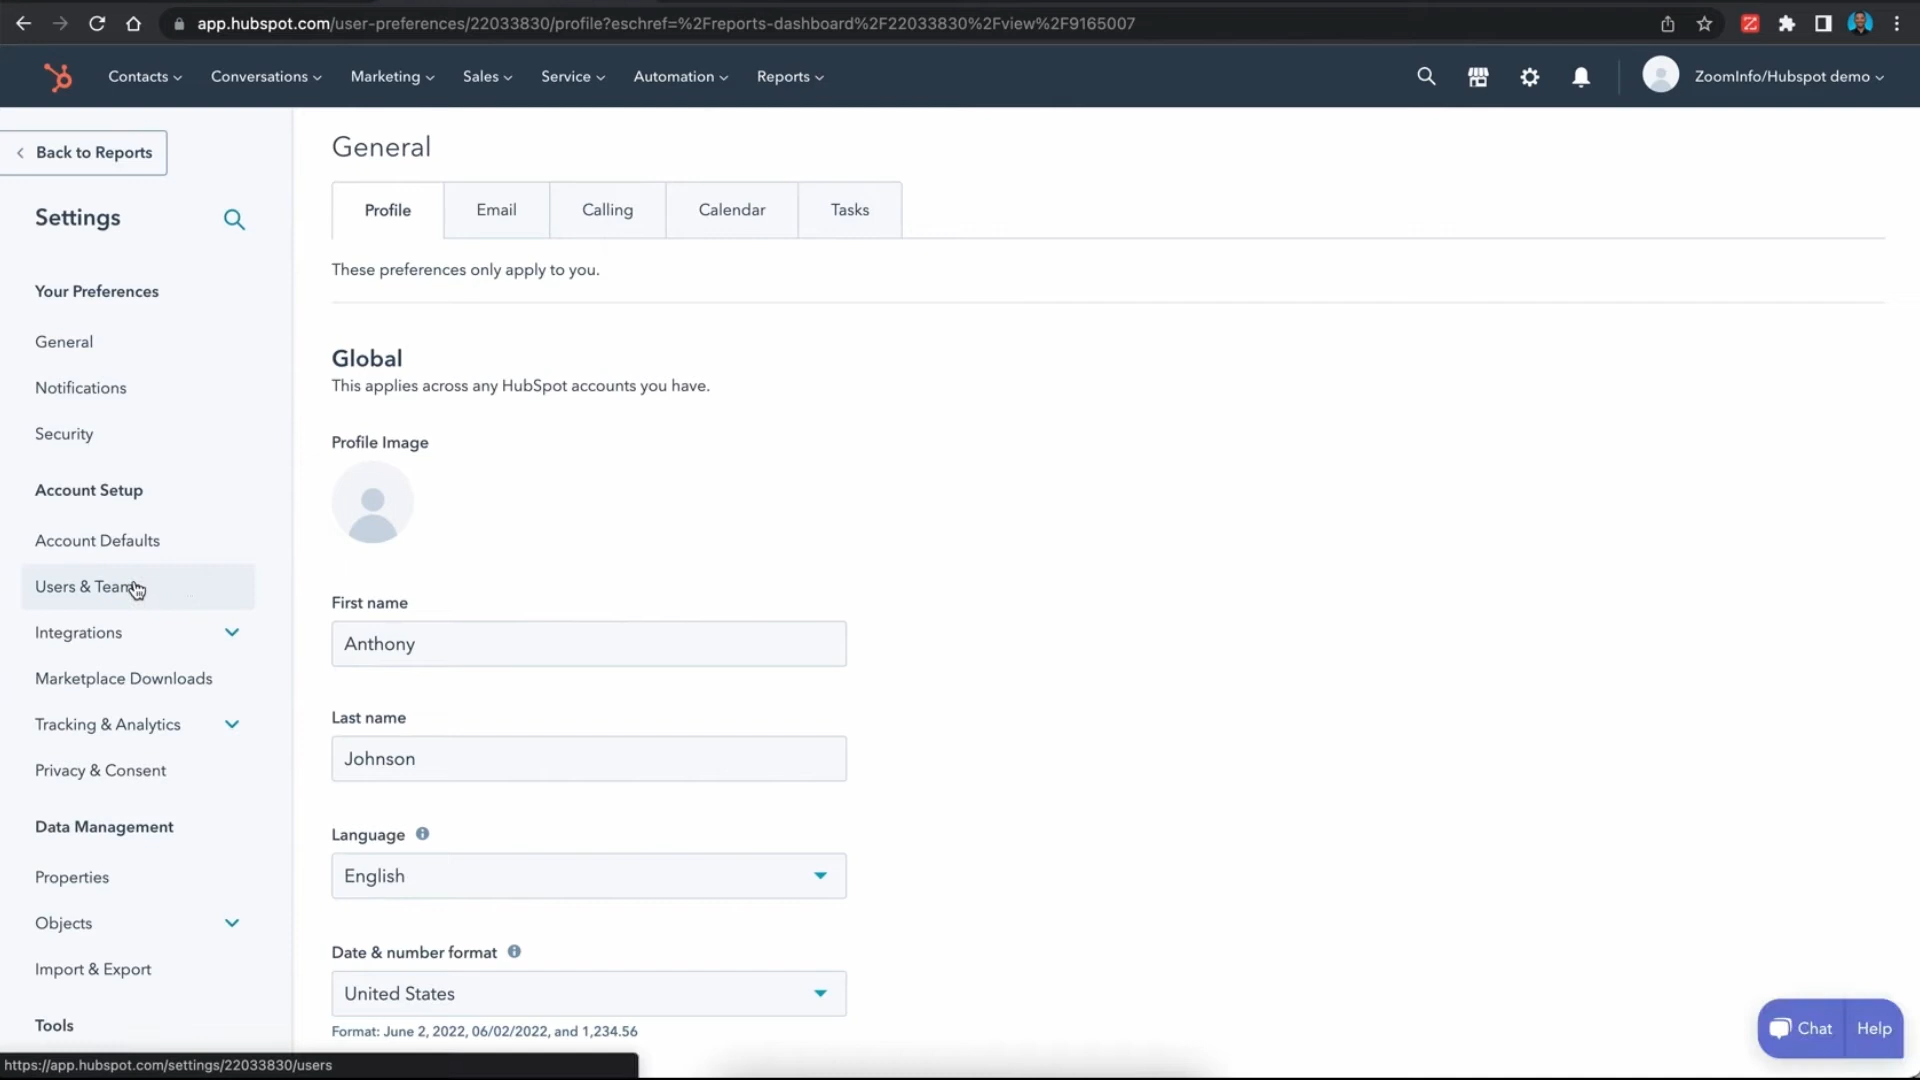 app.hubspot.com/user-preferences/22033830/profile?eschref=%2Freports-dashboard%2F22033830%2Fview%2F9165007
Contacts
Conversations
Marketing
Sales
Service
Automation
Reports
ZoomInfo/Hubspot demo
Back to Reports
Settings
Your Preferences
General
Notifications
Security
Account Setup
Account Defaults
Users & Team
Integrations
Marketplace Downloads
Tracking & Analytics
Privacy & Consent
Data Management
Properties
Objects
Import & Export
Tools
General
Profile
Email
Calling
Calendar
Tasks
These preferences only apply to you.
Global
This applies across any HubSpot accounts you have.
Profile Image
First name
Anthony
Last name
Johnson
Language
English
Date & number format
United States
Format: June 2, 2022, 06/02/2022, and 1,234.56
Chat
Help
https://app.hubspot.com/settings/22033830/users